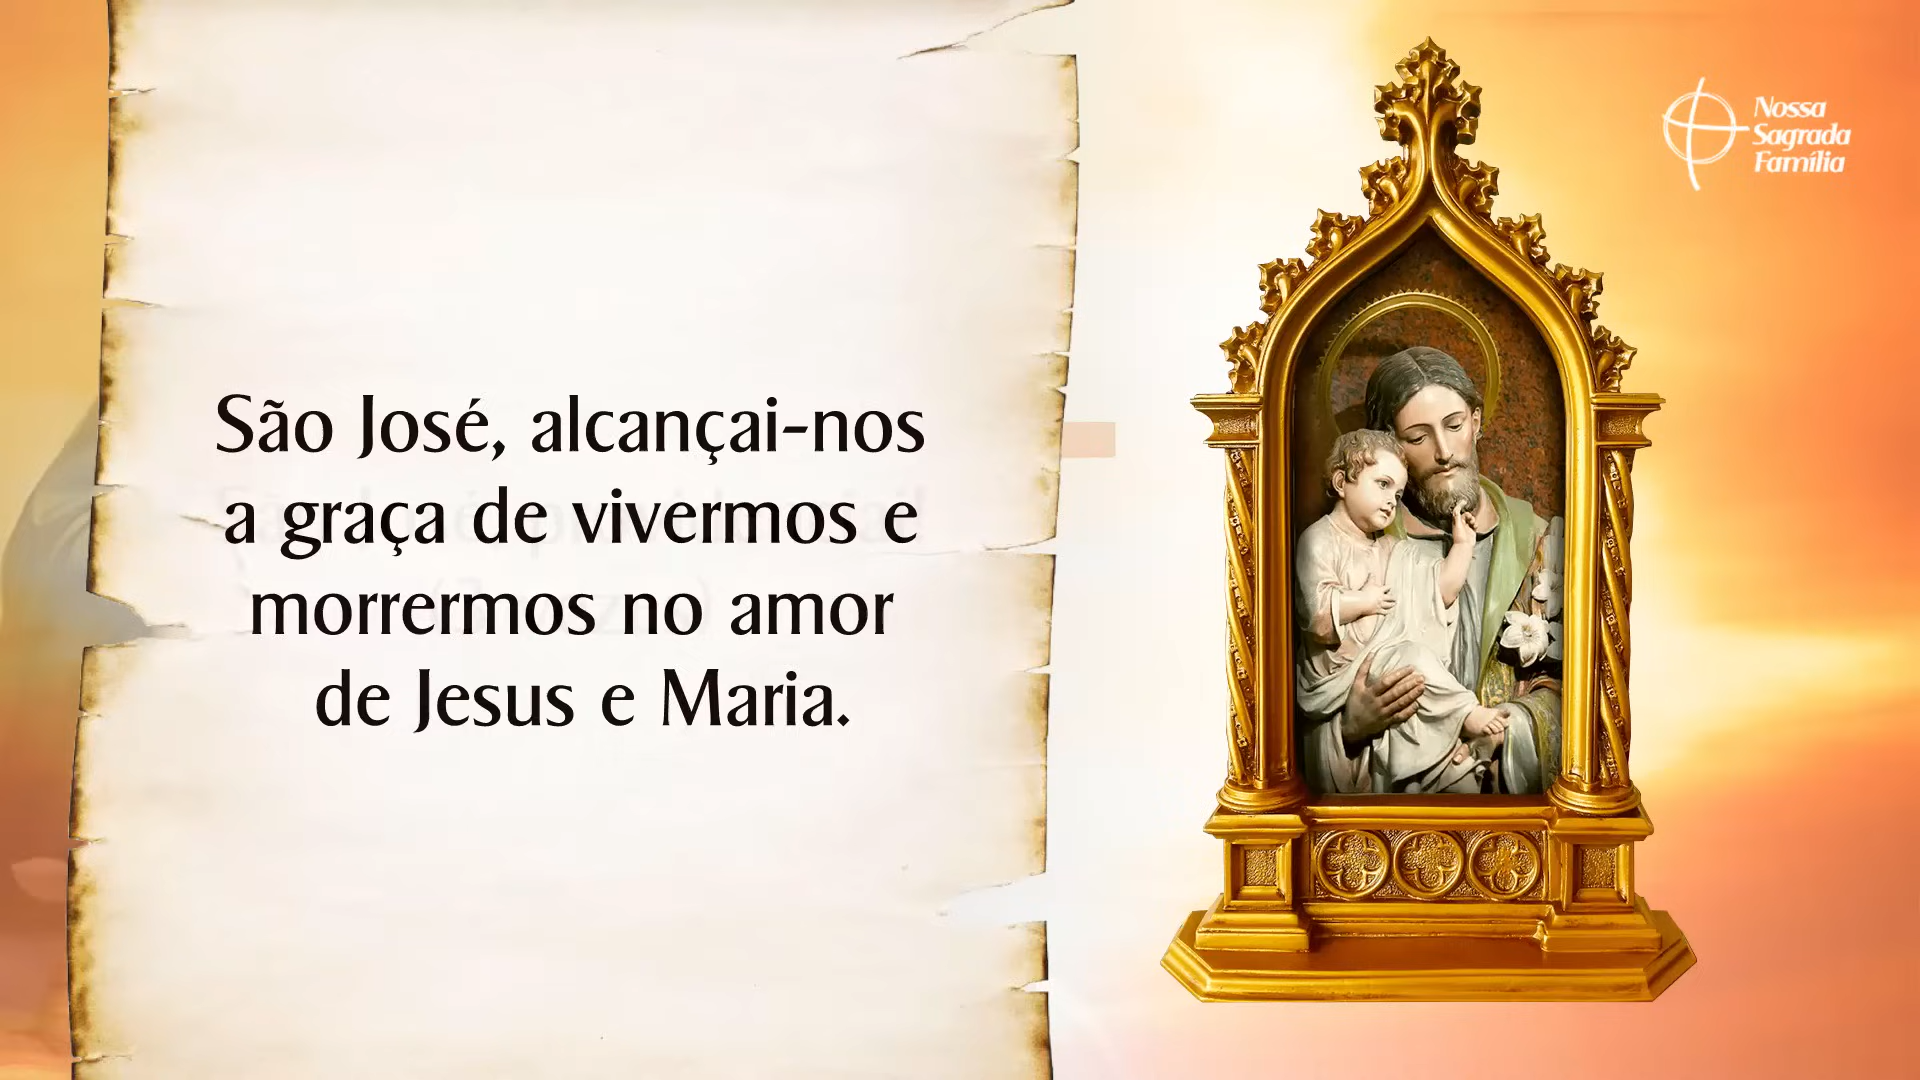 São José, alcançai-nos
a graça de vivermos e
morrermos no amor
de Jesus e Maria.
Nossa
Sagrada
Família